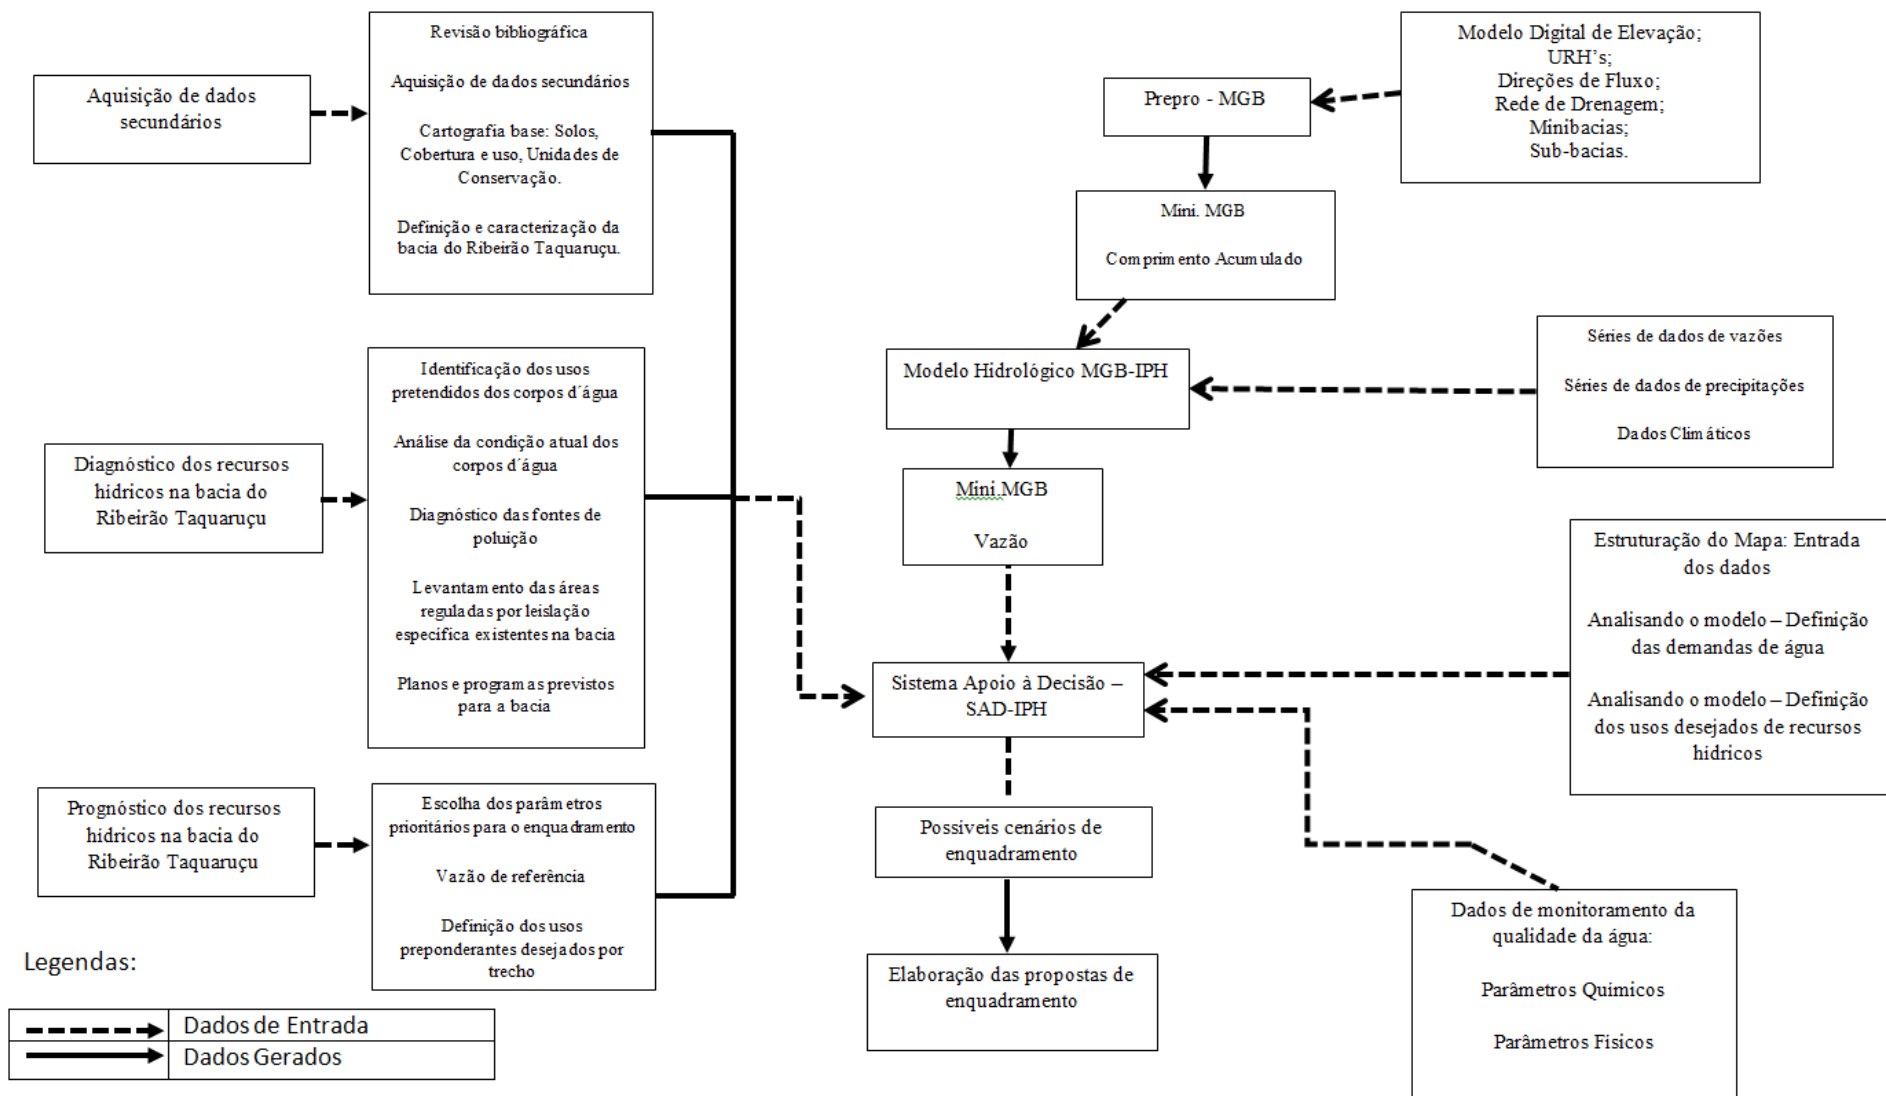 Aquisição de dados
secundários
Revisão bibliográfica
Aquisição de dados secundários
Cartografia base: Solos,
Cobertura e uso, Unidades de
Conservação.
Definição e caracterização da
bacia do Ribeirão Taquaruçu.
Diagnóstico dos recursos
hídricos na bacia do
Ribeirão Taquaruçu
Identificação dos usos
pretendidos dos corpos d´água
Análise da condição atual dos
corpos d´água
Diagnóstico das fontes de
poluição
Levantamento das áreas
reguladas por leislação
específica existentes na bacia
Planos e programas previstos
para a bacia
Prognóstico dos recursos
hídricos na bacia do
Ribeirão Taquaruçu
Escolha dos parâmetros
prioritários para o enquadramento
Vazão de referência
Definição dos usos
preponderantes desejados por
trecho
Legendas:
Dados de Entrada
Dados Gerados
Prepro - MGB
Modelo Digital de Elevação;
URH's;
Direções de Fluxo;
Rede de Drenagem;
Minibacias;
Sub-bacias.
Mini. MGB
Comprimento Acumulado
Modelo Hidrológico MGB-IPH
Séries de dados de vazões
Séries de dados de precipitações
Dados Climáticos
Mini.MGB
Vazão
Sistema Apoio à Decisão –
SAD-IPH
Estruturação do Mapa: Entrada
dos dados
Analisando o modelo – Definição
das demandas de água
Analisando o modelo – Definição
dos usos desejados de recursos
hídricos
Possíveis cenários de
enquadramento
Elaboração das propostas de
enquadramento
Dados de monitoramento da
qualidade da água:
Parâmetros Químicos
Parâmetros Físicos